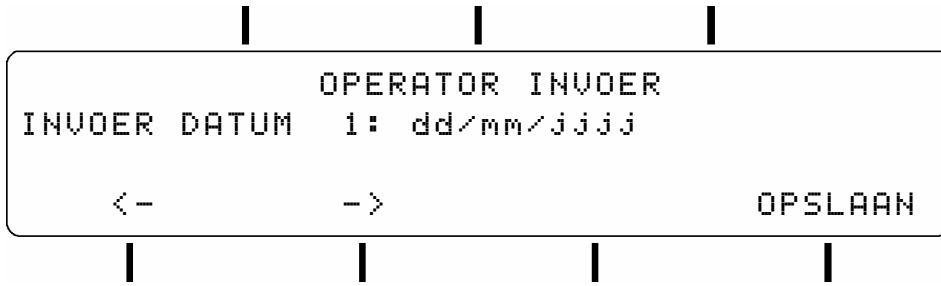 OPERATOR INVOER
INVOER DATUM 1: dd/mm/jjjj
<- -> OPSLAAN